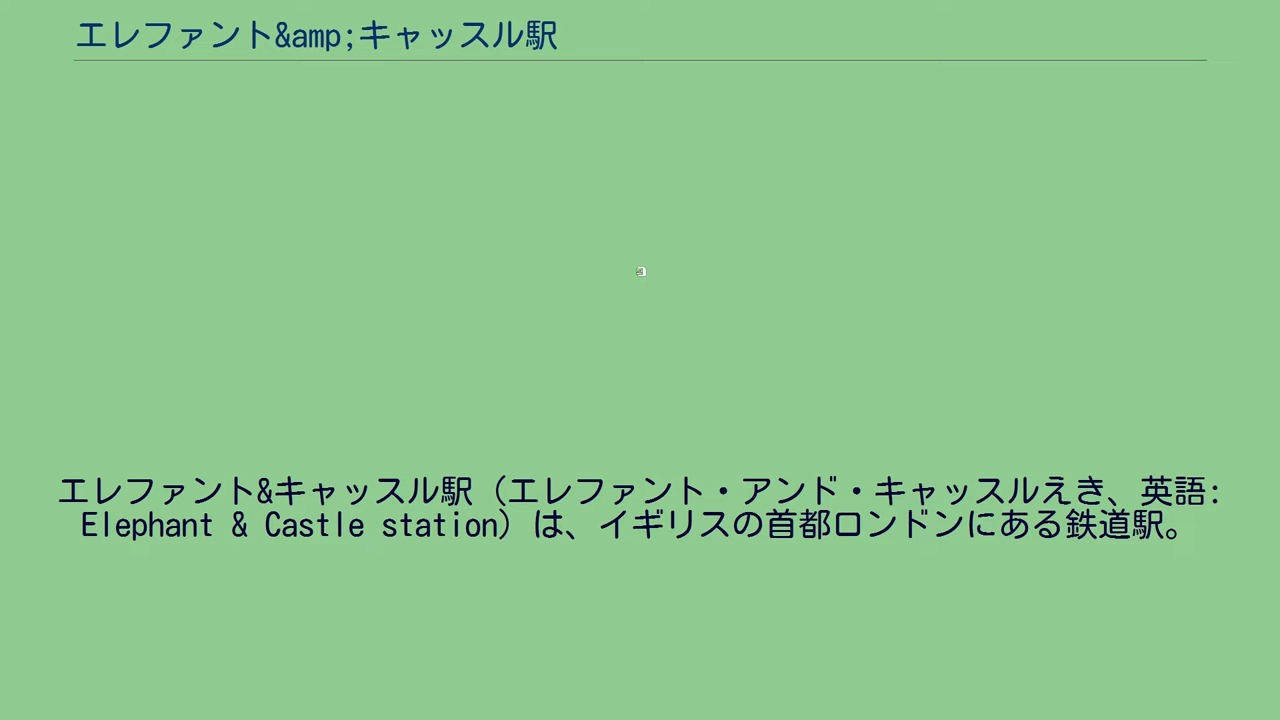 エレファント&amp;キャッスル駅
エレファント&キャッスル駅（エレファント・アンド・キャッスルえき、英語:
Elephant & Castle station）は、イギリスの首都ロンドンにある鉄道駅。